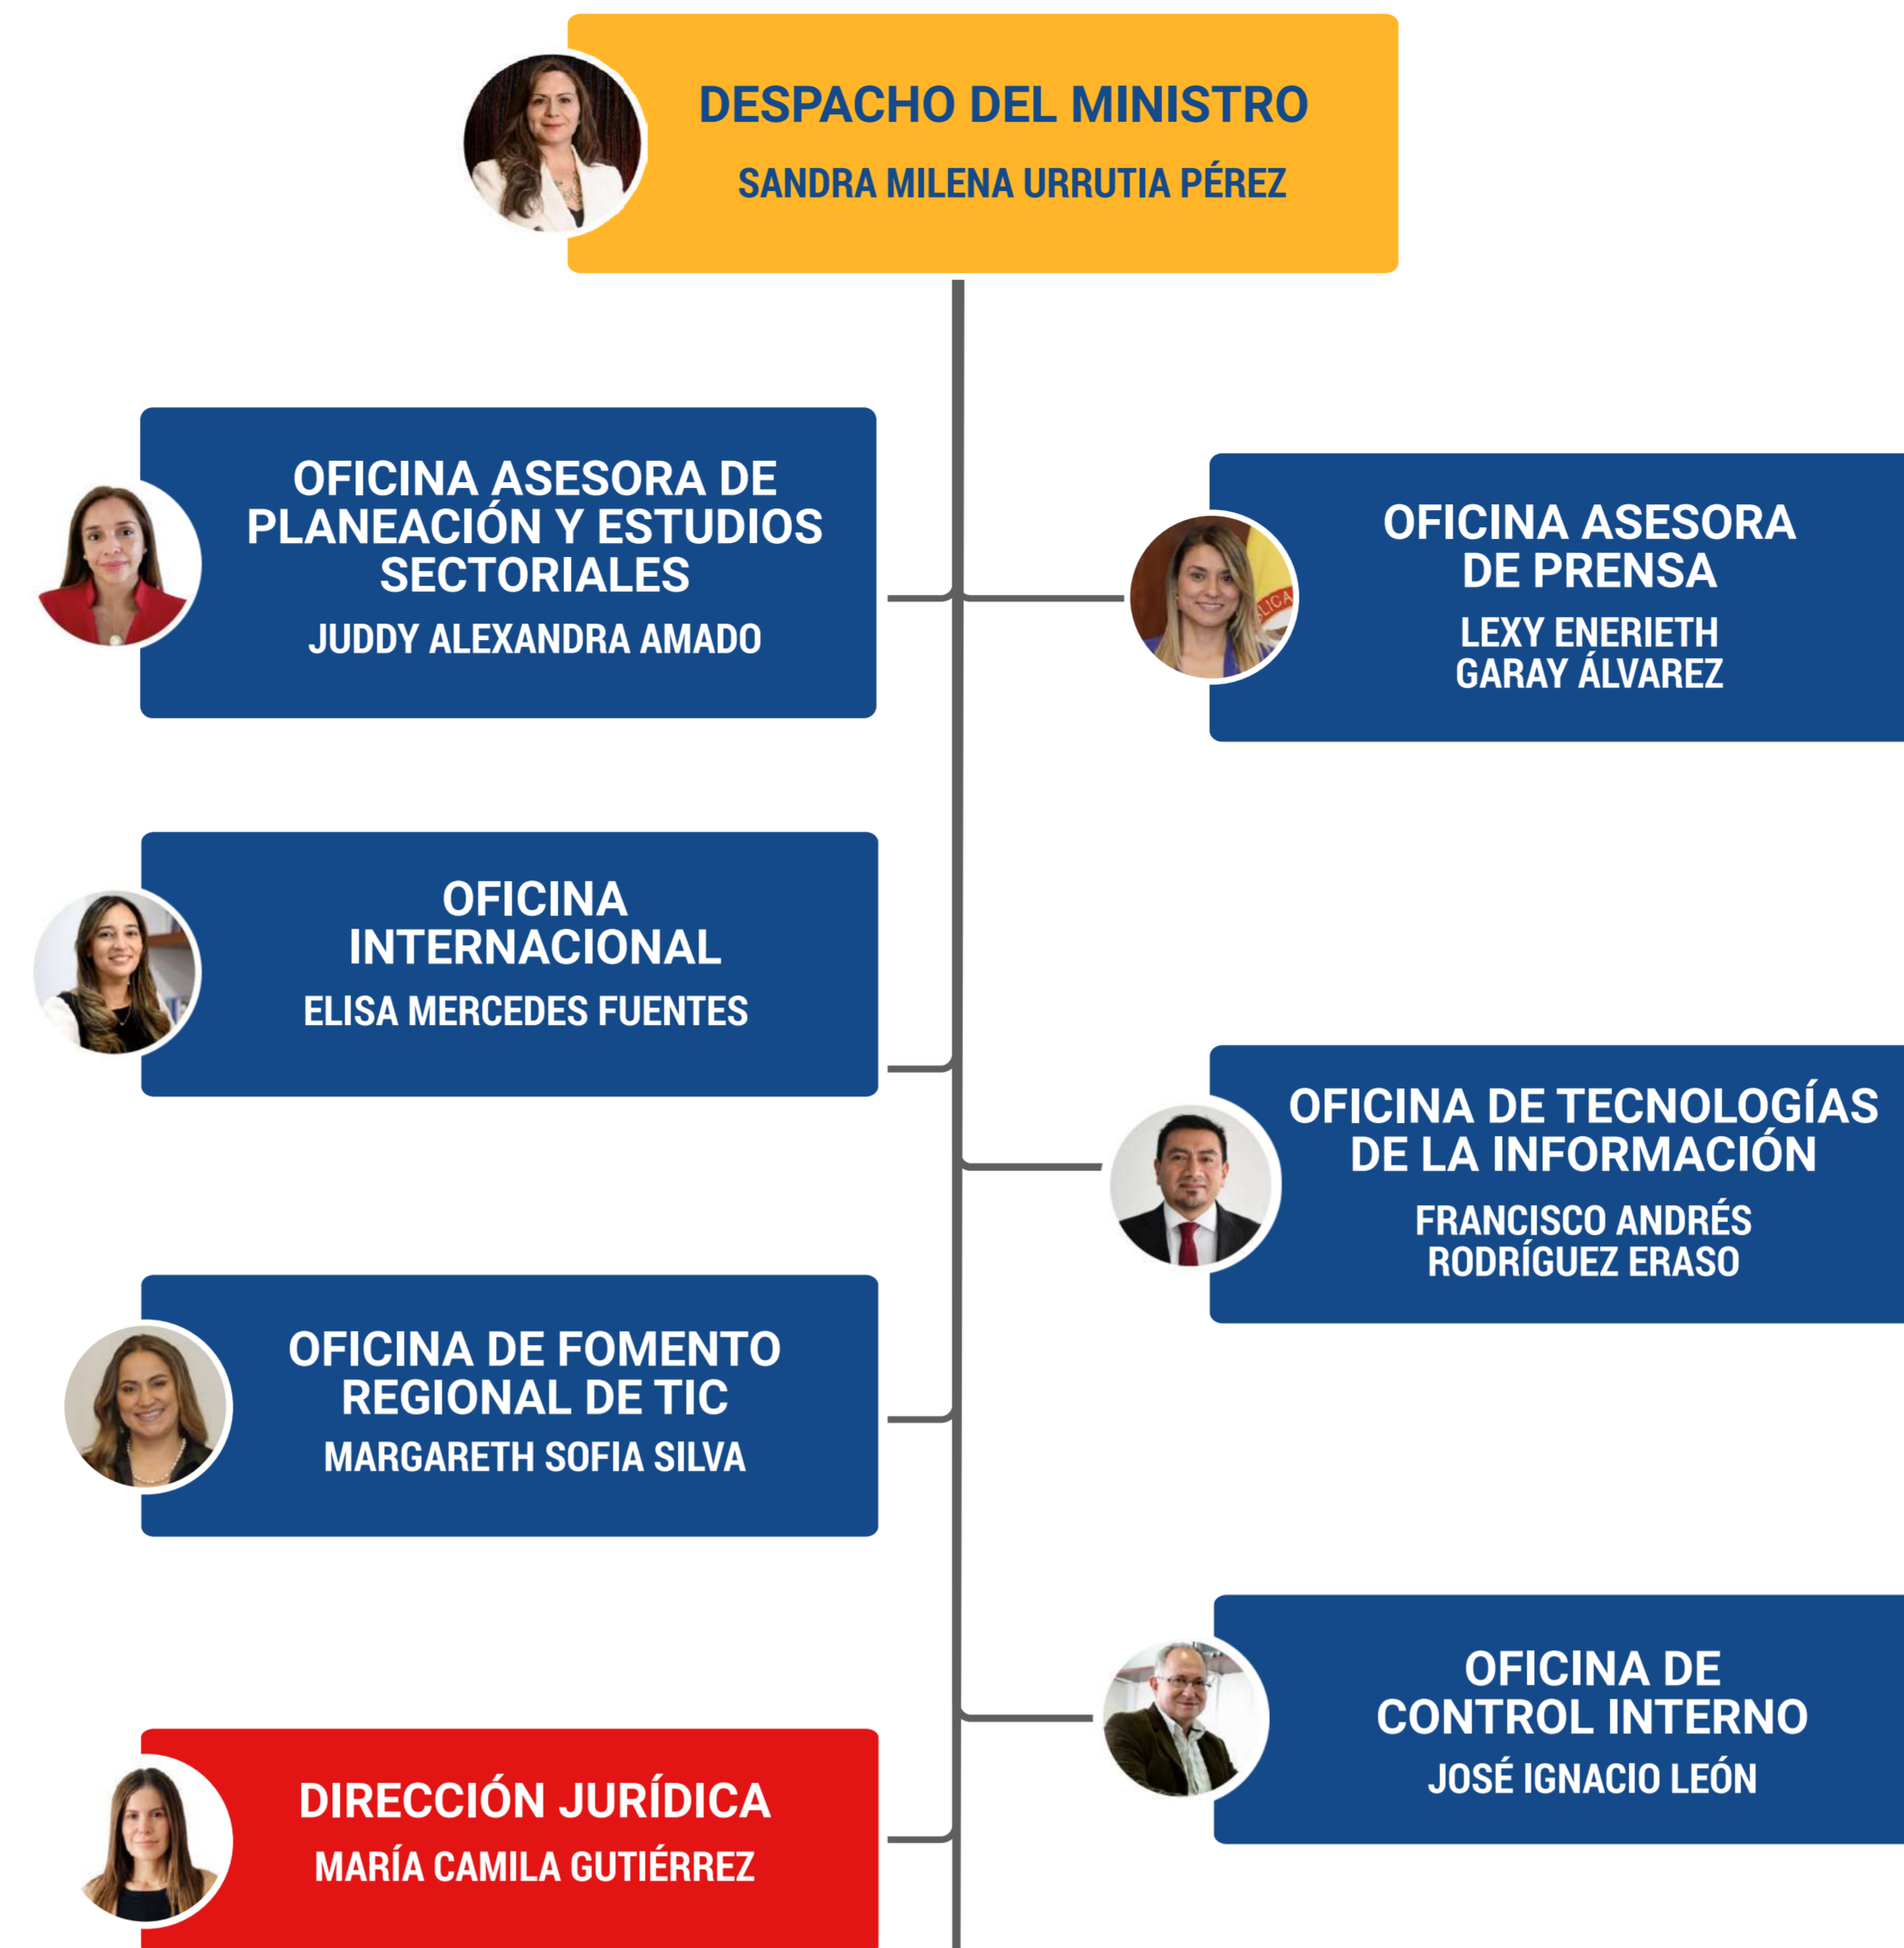 DESPACHO DEL MINISTRO
SANDRA MILENA URRUTIA PÉREZ
OFICINA ASESORA DE
PLANEACIÓN Y ESTUDIOS
SECTORIALES
JUDDY ALEXANDRA AMADO
OFICINA ASESORA
DE PRENSA
LEXY ENERIETH
GARAY ÁLVAREZ
OFICINA
INTERNACIONAL
ELISA MERCEDES FUENTES
OFICINA DE TECNOLOGÍAS
DE LA INFORMACIÓN
FRANCISCO ANDRÉS
RODRÍGUEZ ERASO
OFICINA DE FOMENTO
REGIONAL DE TIC
MARGARETH SOFIA SILVA
OFICINA DE
CONTROL INTERNO
JOSÉ IGNACIO LEÓN
DIRECCIÓN JURÍDICA
MARÍA CAMILA GUTIÉRREZ